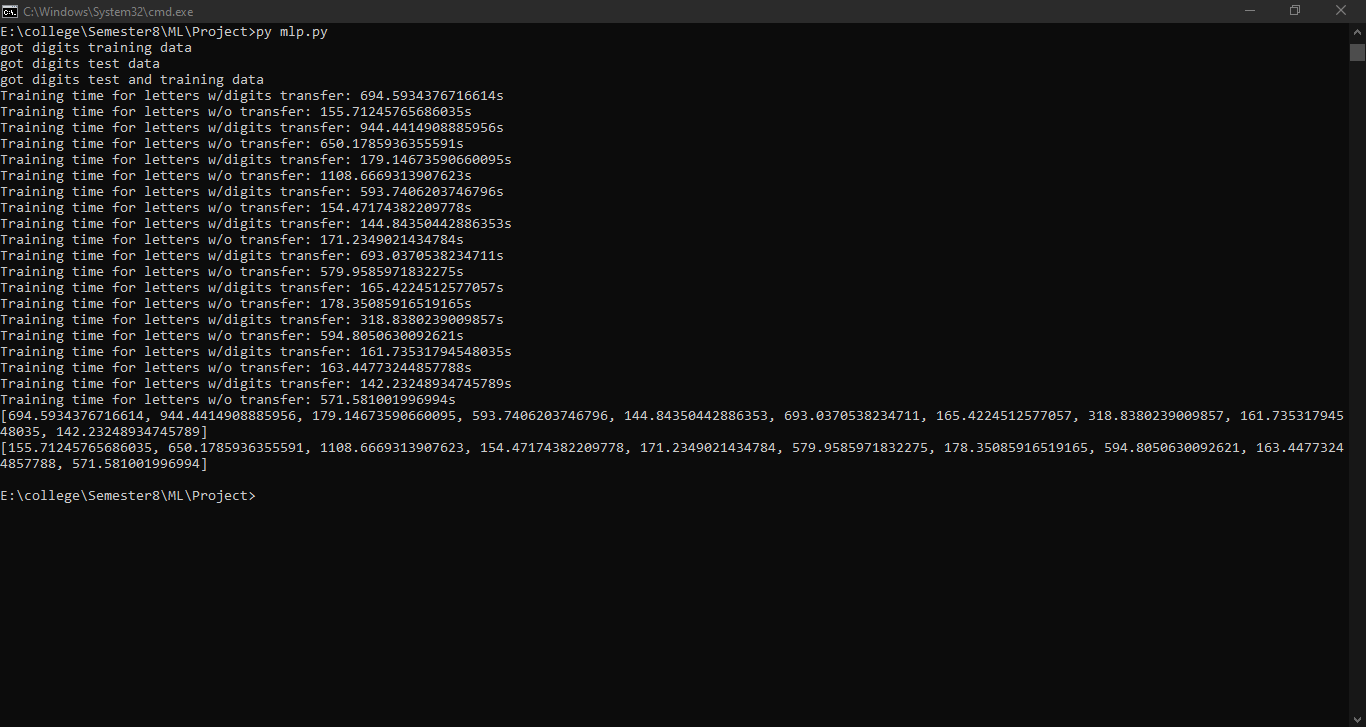 C:\Windows\System32\cmd.exe
E:\college\Semester8\ML\Project>py mlp.py
got digits training data
got digits test data
got digits test and training data
Training time for letters w/digits transfer: 694.5934376716614s
Training time for letters w/o transfer: 155.71245765686035s
Training time for letters w/digits transfer: 944.4414908885956s
Training time for letters w/o transfer: 650.1785936355591s
Training time for letters w/digits transfer: 179.14673590660095s
Training time for letters w/o transfer: 1108.6669313907623s
Training time for letters w/digits transfer: 593.7406203746796s
Training time for letters w/o transfer: 154.47174382209778s
Training time for letters w/digits transfer: 144.84350442886353s
Training time for letters w/o transfer: 171.2349021434784s
Training time for letters w/digits transfer: 693.0370538234711s
Training time for letters w/o transfer: 579.9585971832275s
Training time for letters w/digits transfer: 165.4224512577057s
Training time for letters w/o transfer: 178.35085916519165s
Training time for letters w/digits transfer: 318.8380239009857s
Training time for letters w/o transfer: 594.8050630092621s
Training time for letters w/digits transfer: 161.73531794548035s
Training time for letters w/o transfer: 163.44773244857788s
Training time for letters w/digits transfer: 142.23248934745789s
Training time for letters w/o transfer: 571.581001996994s
[694.5934376716614, 944.4414908885956, 179.14673590660095, 593.7406203746796, 144.84350442886353, 693.0370538234711, 165.4224512577057, 318.8380239009857, 161.735317945
48035, 142.23248934745789]
[155.71245765686035, 650.1785936355591, 1108.6669313907623, 154.47174382209778, 171.2349021434784, 579.9585971832275, 178.35085916519165, 594.8050630092621, 163.4477324
4857788, 571.581001996994]
E:\college\Semester8\ML\Project>